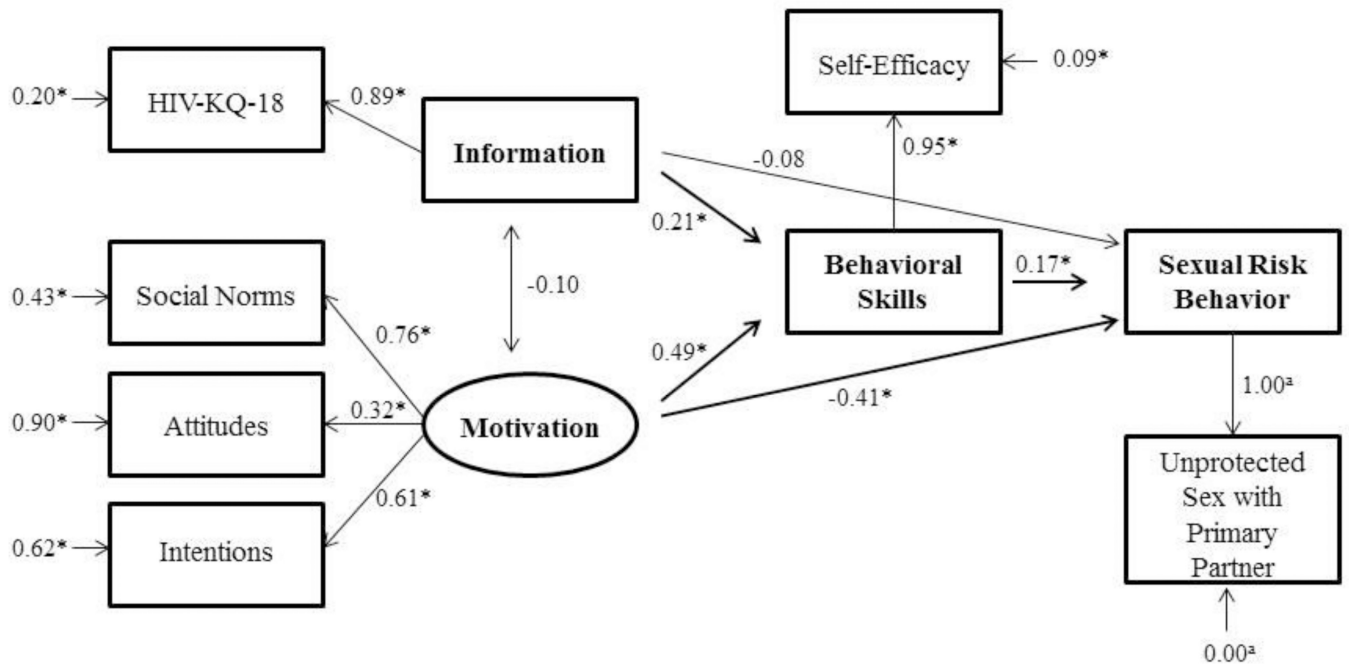 HIV-KQ-18
0.20*
0.89*
Information
Self-Efficacy
0.09*
0.95*
-0.08
0.21*
Social Norms
0.43*
0.76*
-0.10
Behavioral
Skills
0.17*
Sexual Risk
Behavior
0.49*
-0.41*
Attitudes
0.90*
0.32*
Motivation
1.00ᵃ
Intentions
0.62*
0.61*
Unprotected
Sex with
Primary
Partner
0.00ᵃ